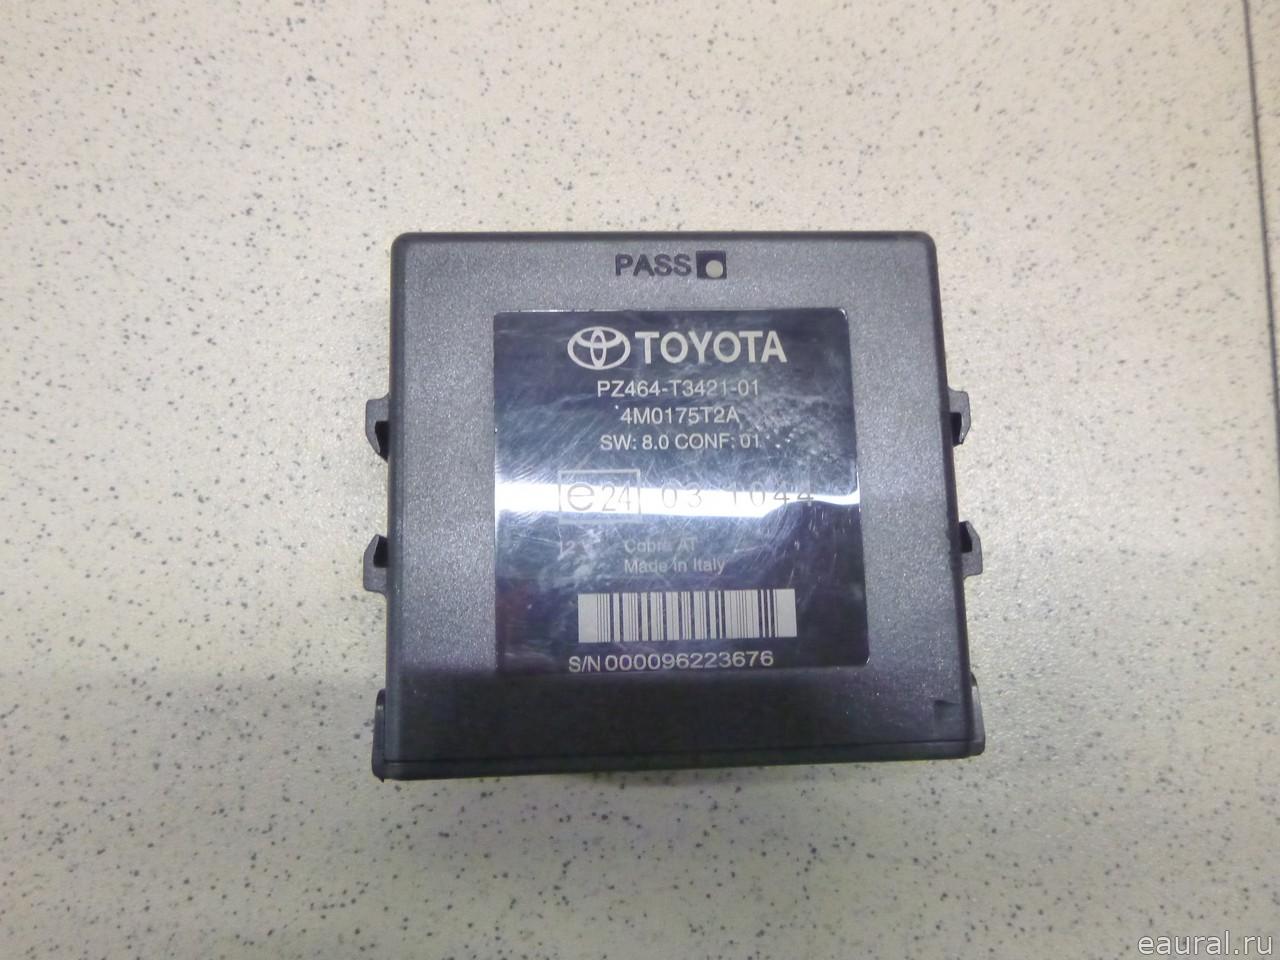 PASS
TOYOTA
PZ464-T3421-01
4M0175T2A
SW: 8.0 CONF: 01
e24 03 1044
12 V Cobra AT
Made in Italy
S/N 000096223676
eaural.ru